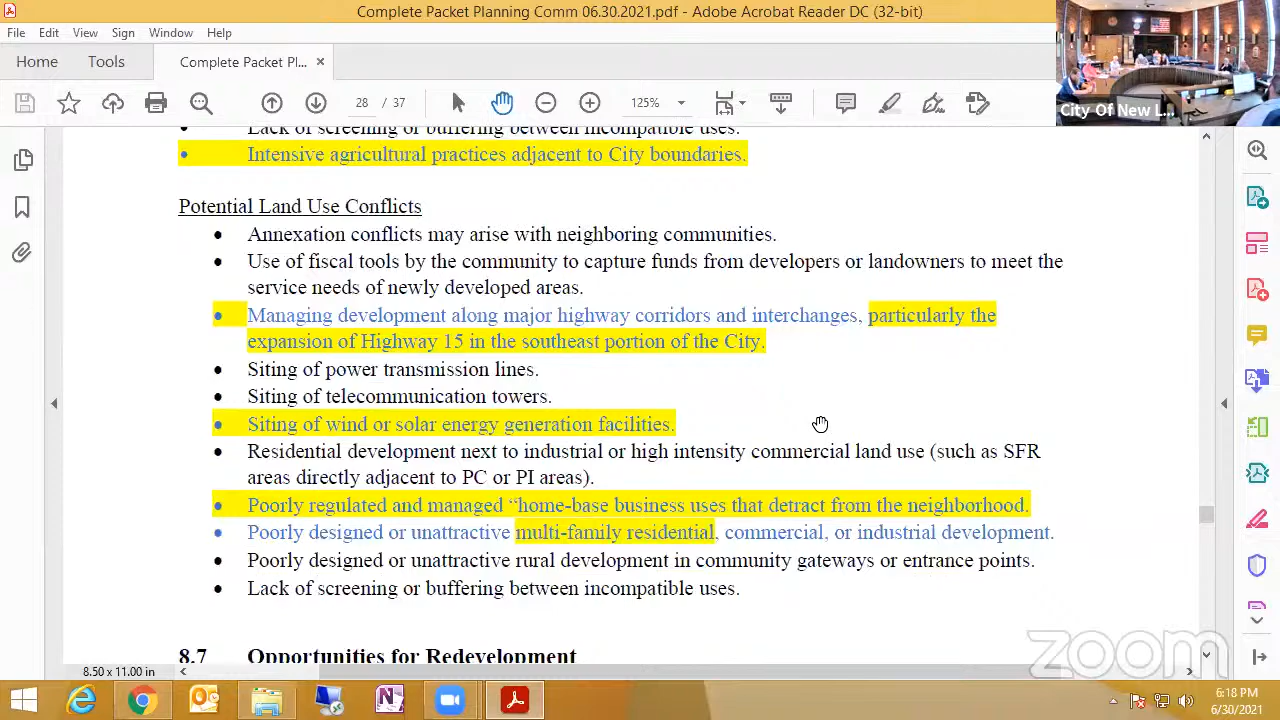 Complete Packet Planning Comm 06.30.2021.pdf - Adobe Acrobat Reader DC (32-bit)
File Edit View Sign Window Help
Home Tools Complete Packet Pl... ×
28 / 37 125%
City Of New L...
Lack of screening or buffering between incompatible uses.
• Intensive agricultural practices adjacent to City boundaries.
Potential Land Use Conflicts
• Annexation conflicts may arise with neighboring communities.
• Use of fiscal tools by the community to capture funds from developers or landowners to meet the
service needs of newly developed areas.
• Managing development along major highway corridors and interchanges, particularly the
expansion of Highway 15 in the southeast portion of the City.
• Siting of power transmission lines.
• Siting of telecommunication towers.
• Siting of wind or solar energy generation facilities.
• Residential development next to industrial or high intensity commercial land use (such as SFR
areas directly adjacent to PC or PI areas).
• Poorly regulated and managed “home-base business uses that detract from the neighborhood.
• Poorly designed or unattractive multi-family residential, commercial, or industrial development.
• Poorly designed or unattractive rural development in community gateways or entrance points.
• Lack of screening or buffering between incompatible uses.
8.7 Opportunities for Redevelopment
8.50 x 11.00 in
zoom
6:18 PM
6/30/2021